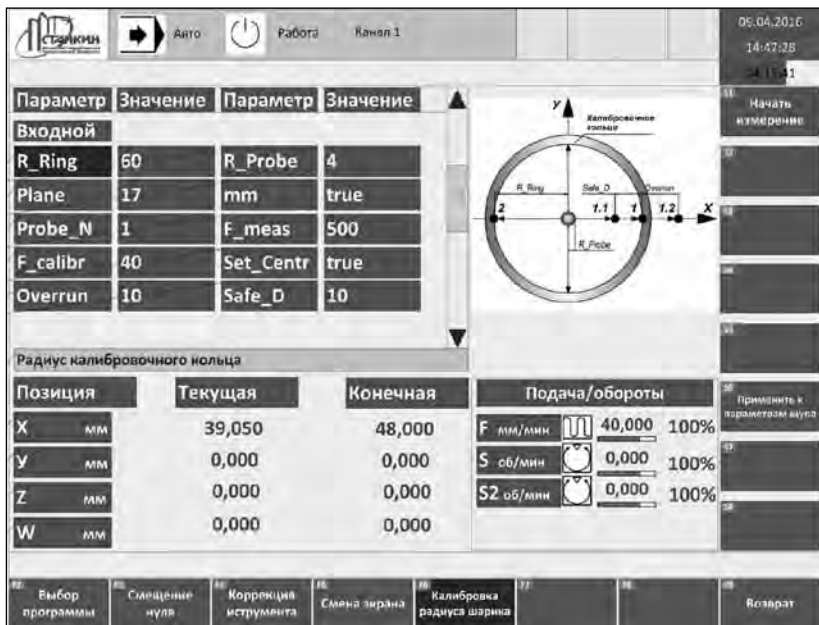 СТАНКИН
Авто
Работа
Канал 1
09.04.2016
14:47:28
Параметр Значение Параметр Значение
Входной
R_Ring 60 R_Probe 4
Plane 17 mm true
Probe_N 1 F_meas 500
F_calibr 40 Set_Centr true
Overrun 10 Safe_D 10
Радиус калибровочного кольца
Y
Калибровочное
кольцо
R_Ring Safe_D Overrun
2 1.1 1 1.2 X
R_Probe
Начать
измерение
Позиция Текущая Конечная
X мм 39,050 48,000
У мм 0,000 0,000
Z мм 0,000 0,000
W мм 0,000 0,000
Подача/обороты
F мм/мин 40,000 100%
S об/мин 0,000 100%
S2 об/мин 0,000 100%
Применить к
параметрам щупа
Выбор
программы
Смещение
нуля
Коррекция
иструмента
Смена экрана
Калибровка
радиуса шарика
Возврат